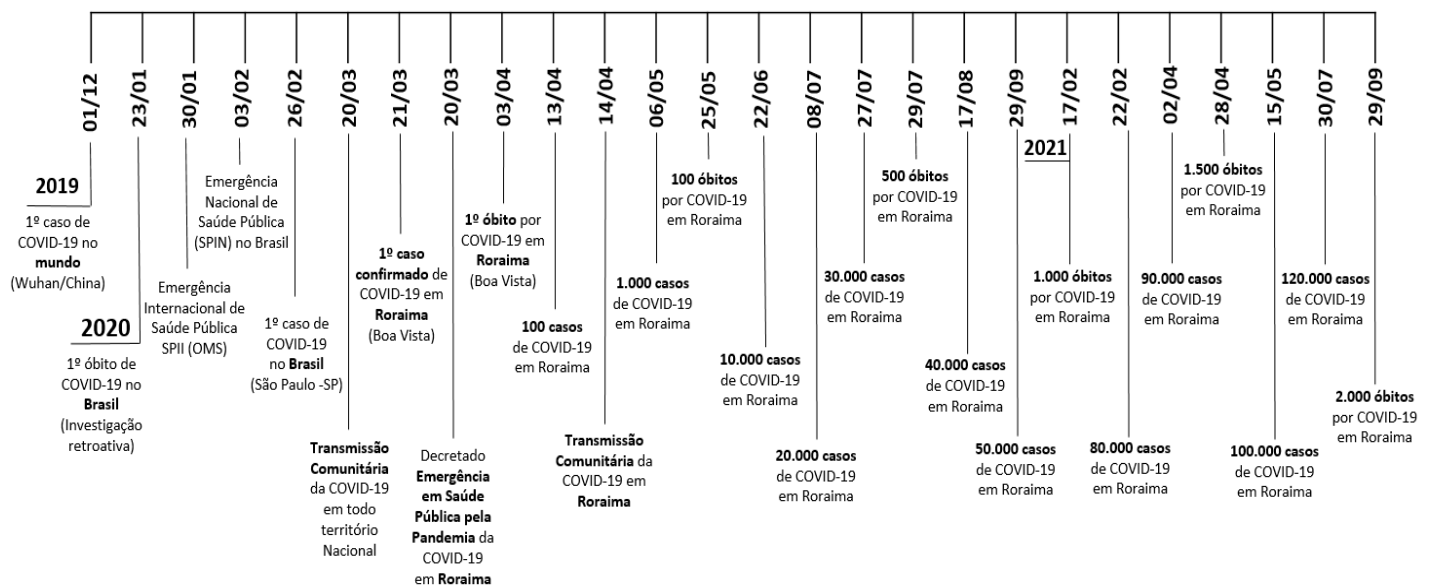 01/12
23/01
30/01
03/02
26/02
20/03
21/03
20/03
03/04
13/04
14/04
06/05
25/05
22/06
08/07
27/07
29/07
17/08
29/09
17/02
22/02
02/04
28/04
15/05
30/07
29/09
2019
1º caso de
COVID-19 no
mundo
(Wuhan/China)
2020
1º óbito de
COVID-19 no
Brasil
(Investigação
retroativa)
Emergência
Internacional de
Saúde Pública
SPII (OMS)
Emergência
Nacional de
Saúde Pública
(SPIN) no Brasil
1º caso de
COVID-19
no Brasil
(São Paulo -SP)
Transmissão
Comunitária
da COVID-19
em todo
território
Nacional
1º caso
confirmado de
COVID-19 em
Roraima
(Boa Vista)
Decretado
Emergência
em Saúde
Pública pela
Pandemia da
COVID-19
em Roraima
1º óbito por
COVID-19 em
Roraima
(Boa Vista)
100 casos
de COVID-19
em Roraima
Transmissão
Comunitária da
COVID-19 em
Roraima
1.000 casos
de COVID-19
em Roraima
100 óbitos
por COVID-19
em Roraima
10.000 casos
de COVID-19
em Roraima
20.000 casos
de COVID-19
em Roraima
30.000 casos
de COVID-19
em Roraima
500 óbitos
por COVID-19
em Roraima
40.000 casos
de COVID-19
em Roraima
50.000 casos
de COVID-19
em Roraima
2021
1.000 óbitos
por COVID-19
em Roraima
80.000 casos
de COVID-19
em Roraima
90.000 casos
de COVID-19
em Roraima
1.500 óbitos
por COVID-19
em Roraima
100.000 casos
de COVID-19
em Roraima
120.000 casos
de COVID-19
em Roraima
2.000 óbitos
por COVID-19
em Roraima